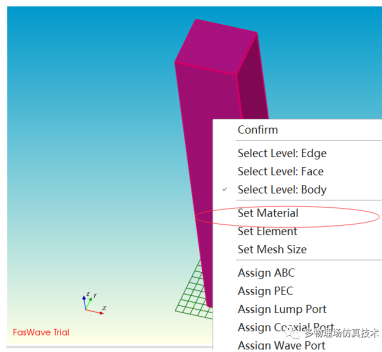 Confirm
Select Level: Edge
Select Level: Face
Select Level: Body
Set Material
Set Element
Set Mesh Size
Assign ABC
Assign PEC
Assign Lump Port
Assign Coaxial Port
Assign Wave Port
z
y
x
FasWave Trial
多物理场仿真技术